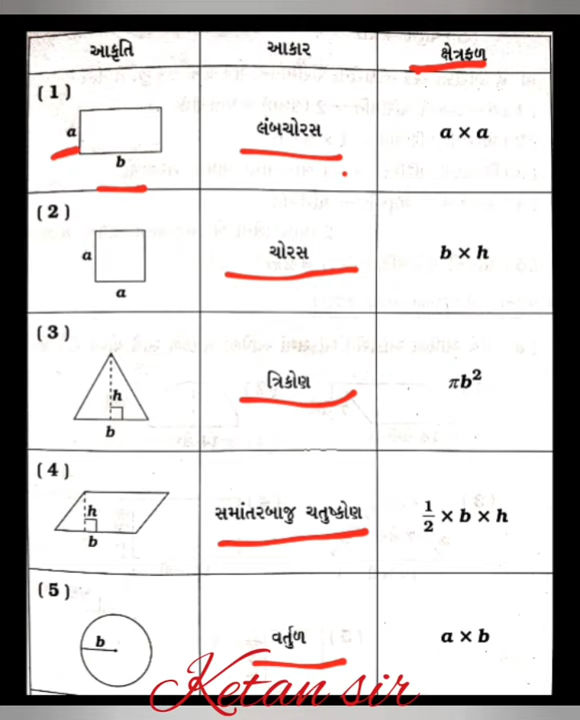 આકૃતિ આકાર ક્ષેત્રફળ
(1)
a લંબચોરસ a × a
b
(2)
a ચોરસ b × h
a
(3)
h ત્રિકોણ πb²
b
(4)
h સમાંતરબાજુ ચતુષ્કોણ 1/2 × b × h
b
(5)
b વર્તુળ a × b
Ketan sir